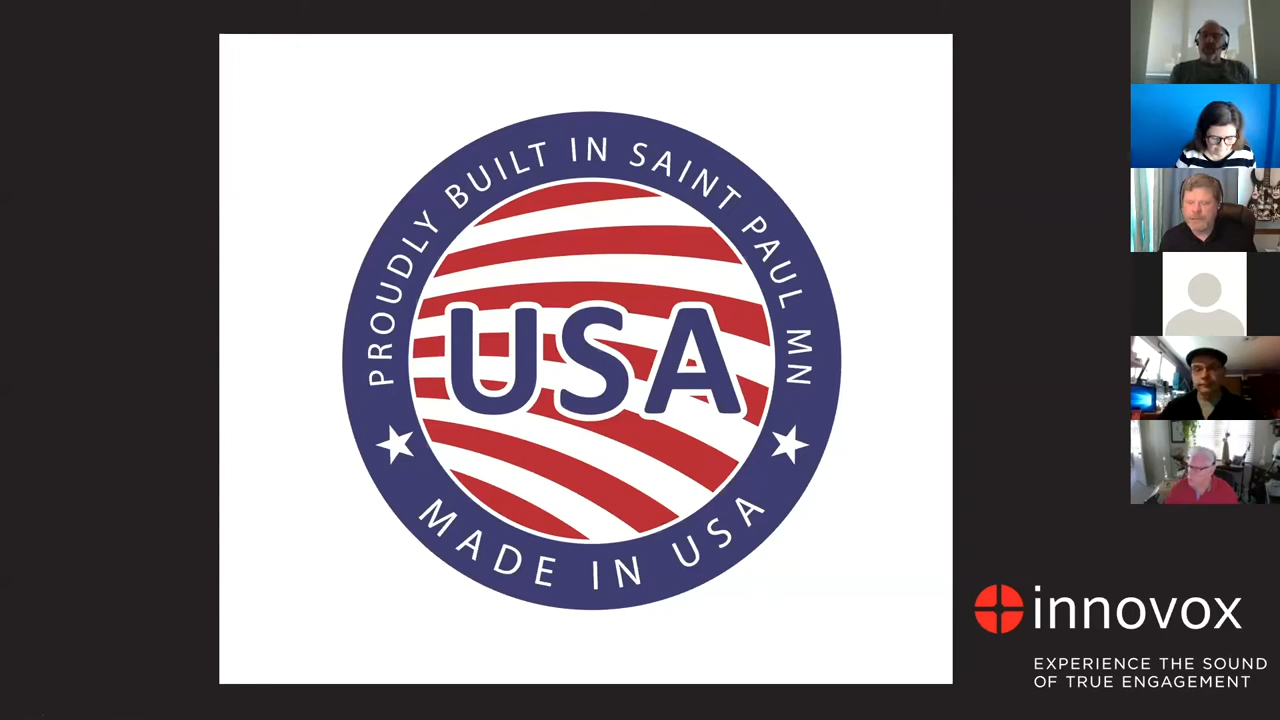 PROUDLY BUILT IN SAINT PAUL MN
USA
MADE IN USA
innovox
EXPERIENCE THE SOUND
OF TRUE ENGAGEMENT